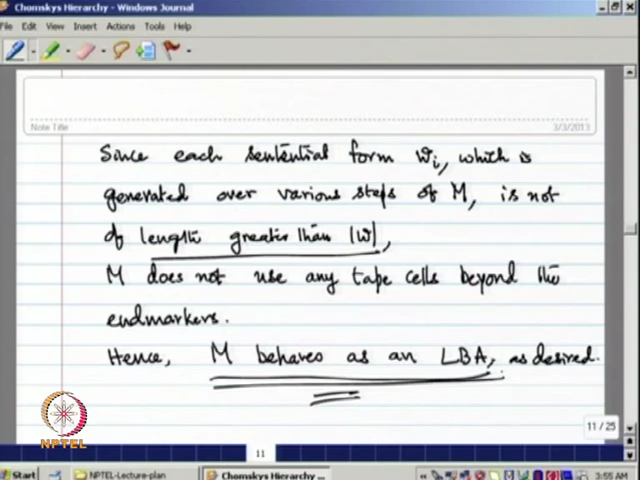 Chomskys Hierarchy - Windows Journal
File Edit View Insert Actions Tools Help
Note Title
3/3/2013
Since each sentential form wi, which is
generated over various steps of M, is not
of length greater than |w|,
M does not use any tape cells beyond the
endmarkers.
Hence, M behaves as an LBA, as desired.
NPTEL
11 / 25
11
Start NPTEL-Lecture-plan Chomskys Hierarchy - ... 3:55 AM